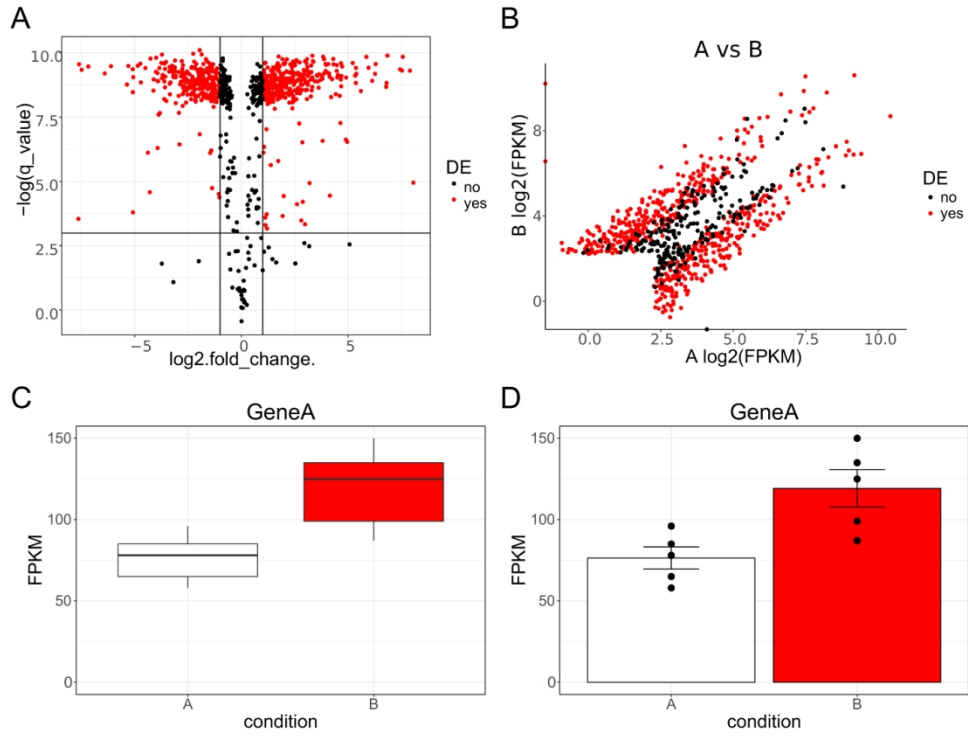 A
−log(q_value)
10.0
7.5
5.0
2.5
0.0
−5
0
5
log2.fold_change.
DE
no
yes
B
A vs B
B log2(FPKM)
8
4
0
0.0
2.5
5.0
7.5
10.0
A log2(FPKM)
DE
no
yes
C
GeneA
FPKM
150
100
50
0
A
B
condition
D
GeneA
FPKM
150
100
50
0
A
B
condition